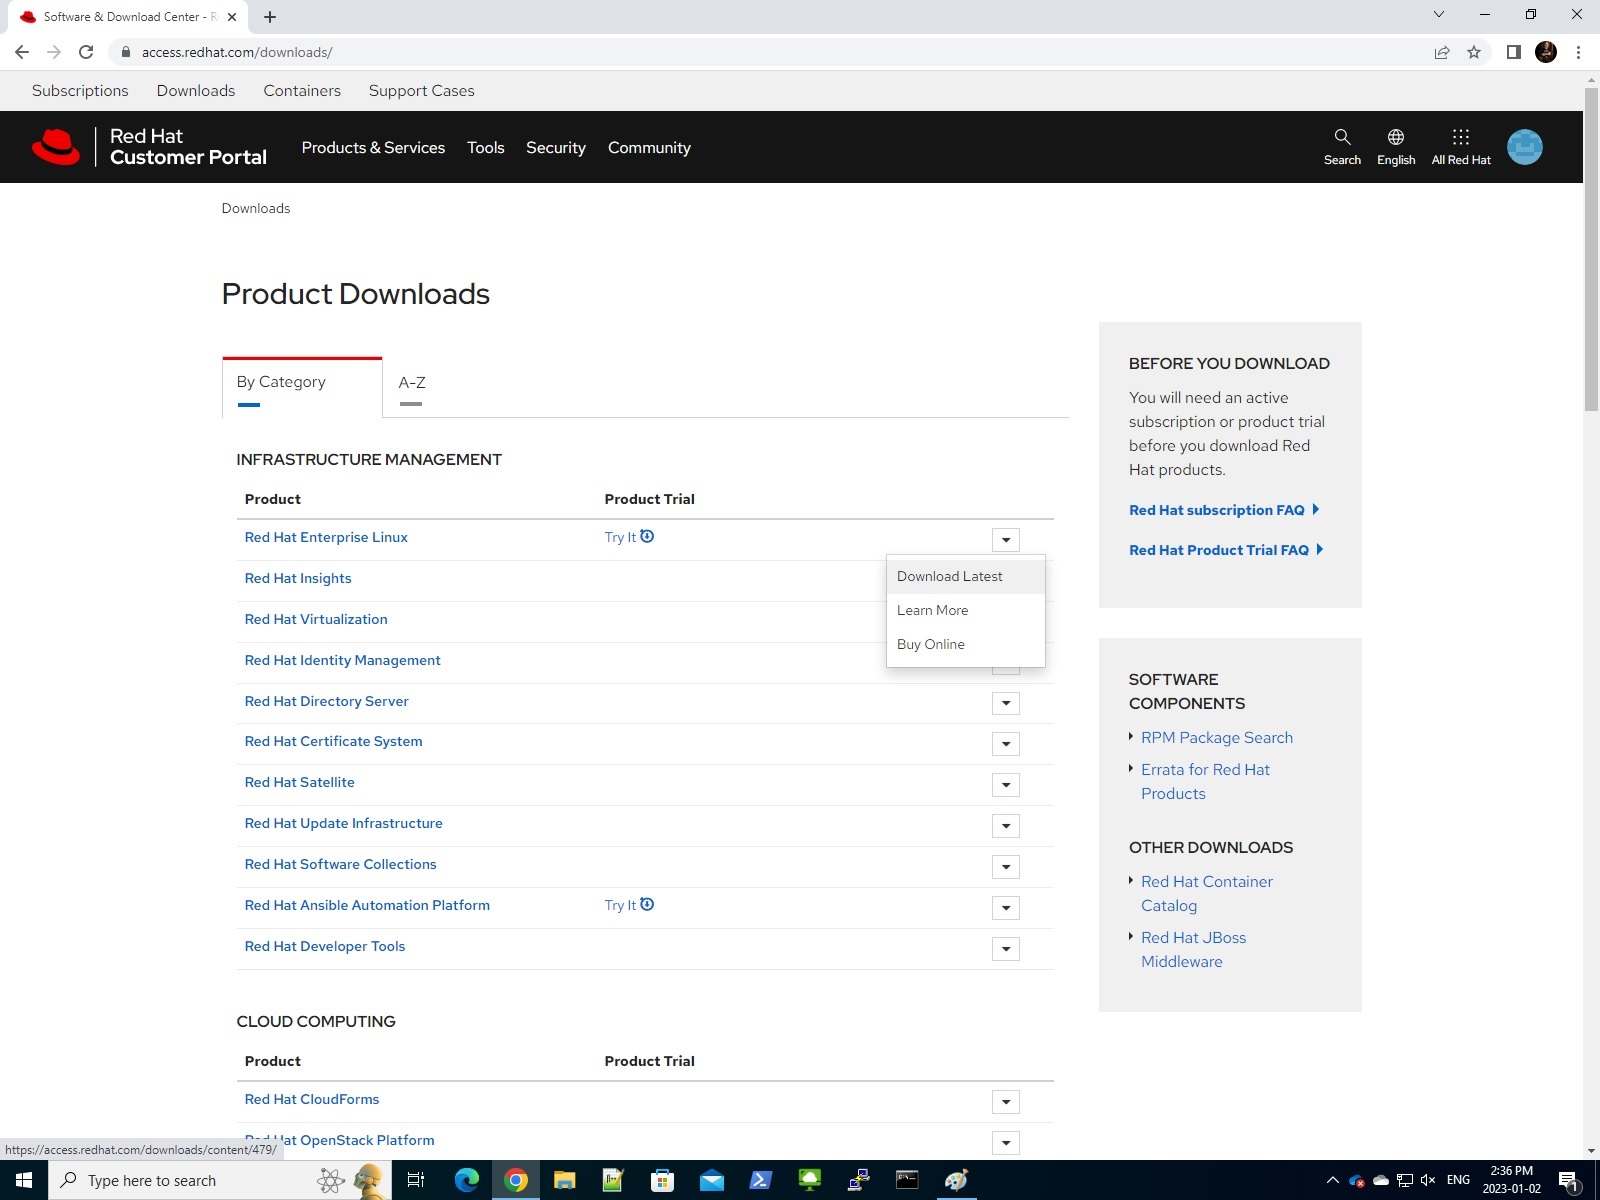 Software & Download Center - R
access.redhat.com/downloads/
Subscriptions
Downloads
Containers
Support Cases
Red Hat
Customer Portal
Products & Services
Tools
Security
Community
Search
English
All Red Hat
Downloads
Product Downloads
By Category
A-Z
INFRASTRUCTURE MANAGEMENT
Product
Product Trial
Red Hat Enterprise Linux
Try It
Download Latest
Learn More
Buy Online
Red Hat Insights
Red Hat Virtualization
Red Hat Identity Management
Red Hat Directory Server
Red Hat Certificate System
Red Hat Satellite
Red Hat Update Infrastructure
Red Hat Software Collections
Red Hat Ansible Automation Platform
Try It
Red Hat Developer Tools
CLOUD COMPUTING
Product
Product Trial
Red Hat CloudForms
Red Hat OpenStack Platform
BEFORE YOU DOWNLOAD
You will need an active
subscription or product trial
before you download Red
Hat products.
Red Hat subscription FAQ
Red Hat Product Trial FAQ
SOFTWARE
COMPONENTS
RPM Package Search
Errata for Red Hat
Products
OTHER DOWNLOADS
Red Hat Container
Catalog
Red Hat JBoss
Middleware
https://access.redhat.com/downloads/content/479/
Type here to search
ENG
2:36 PM
2023-01-02
1